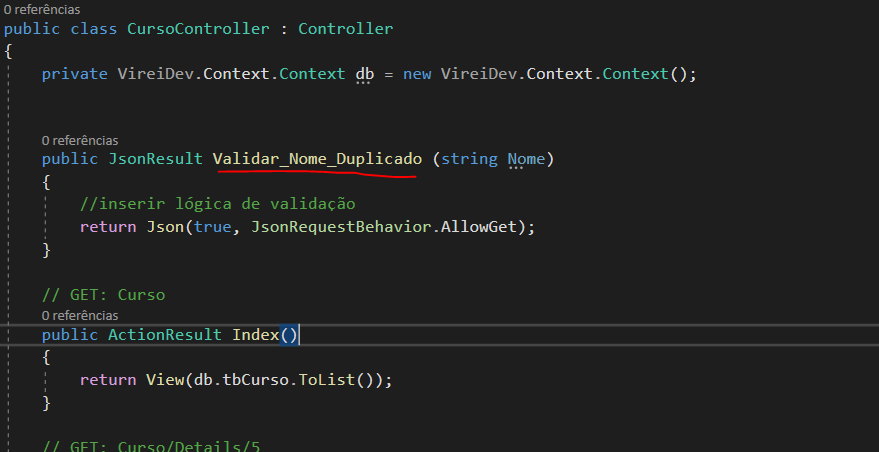 0 referências
public class CursoController : Controller
{
private VireiDev.Context.Context db = new VireiDev.Context.Context();
0 referências
public JsonResult Validar_Nome_Duplicado (string Nome)
{
//inserir lógica de validação
return Json(true, JsonRequestBehavior.AllowGet);
}
// GET: Curso
0 referências
public ActionResult Index()
{
return View(db.tbCurso.ToList());
}
// GET: Curso/Details/5